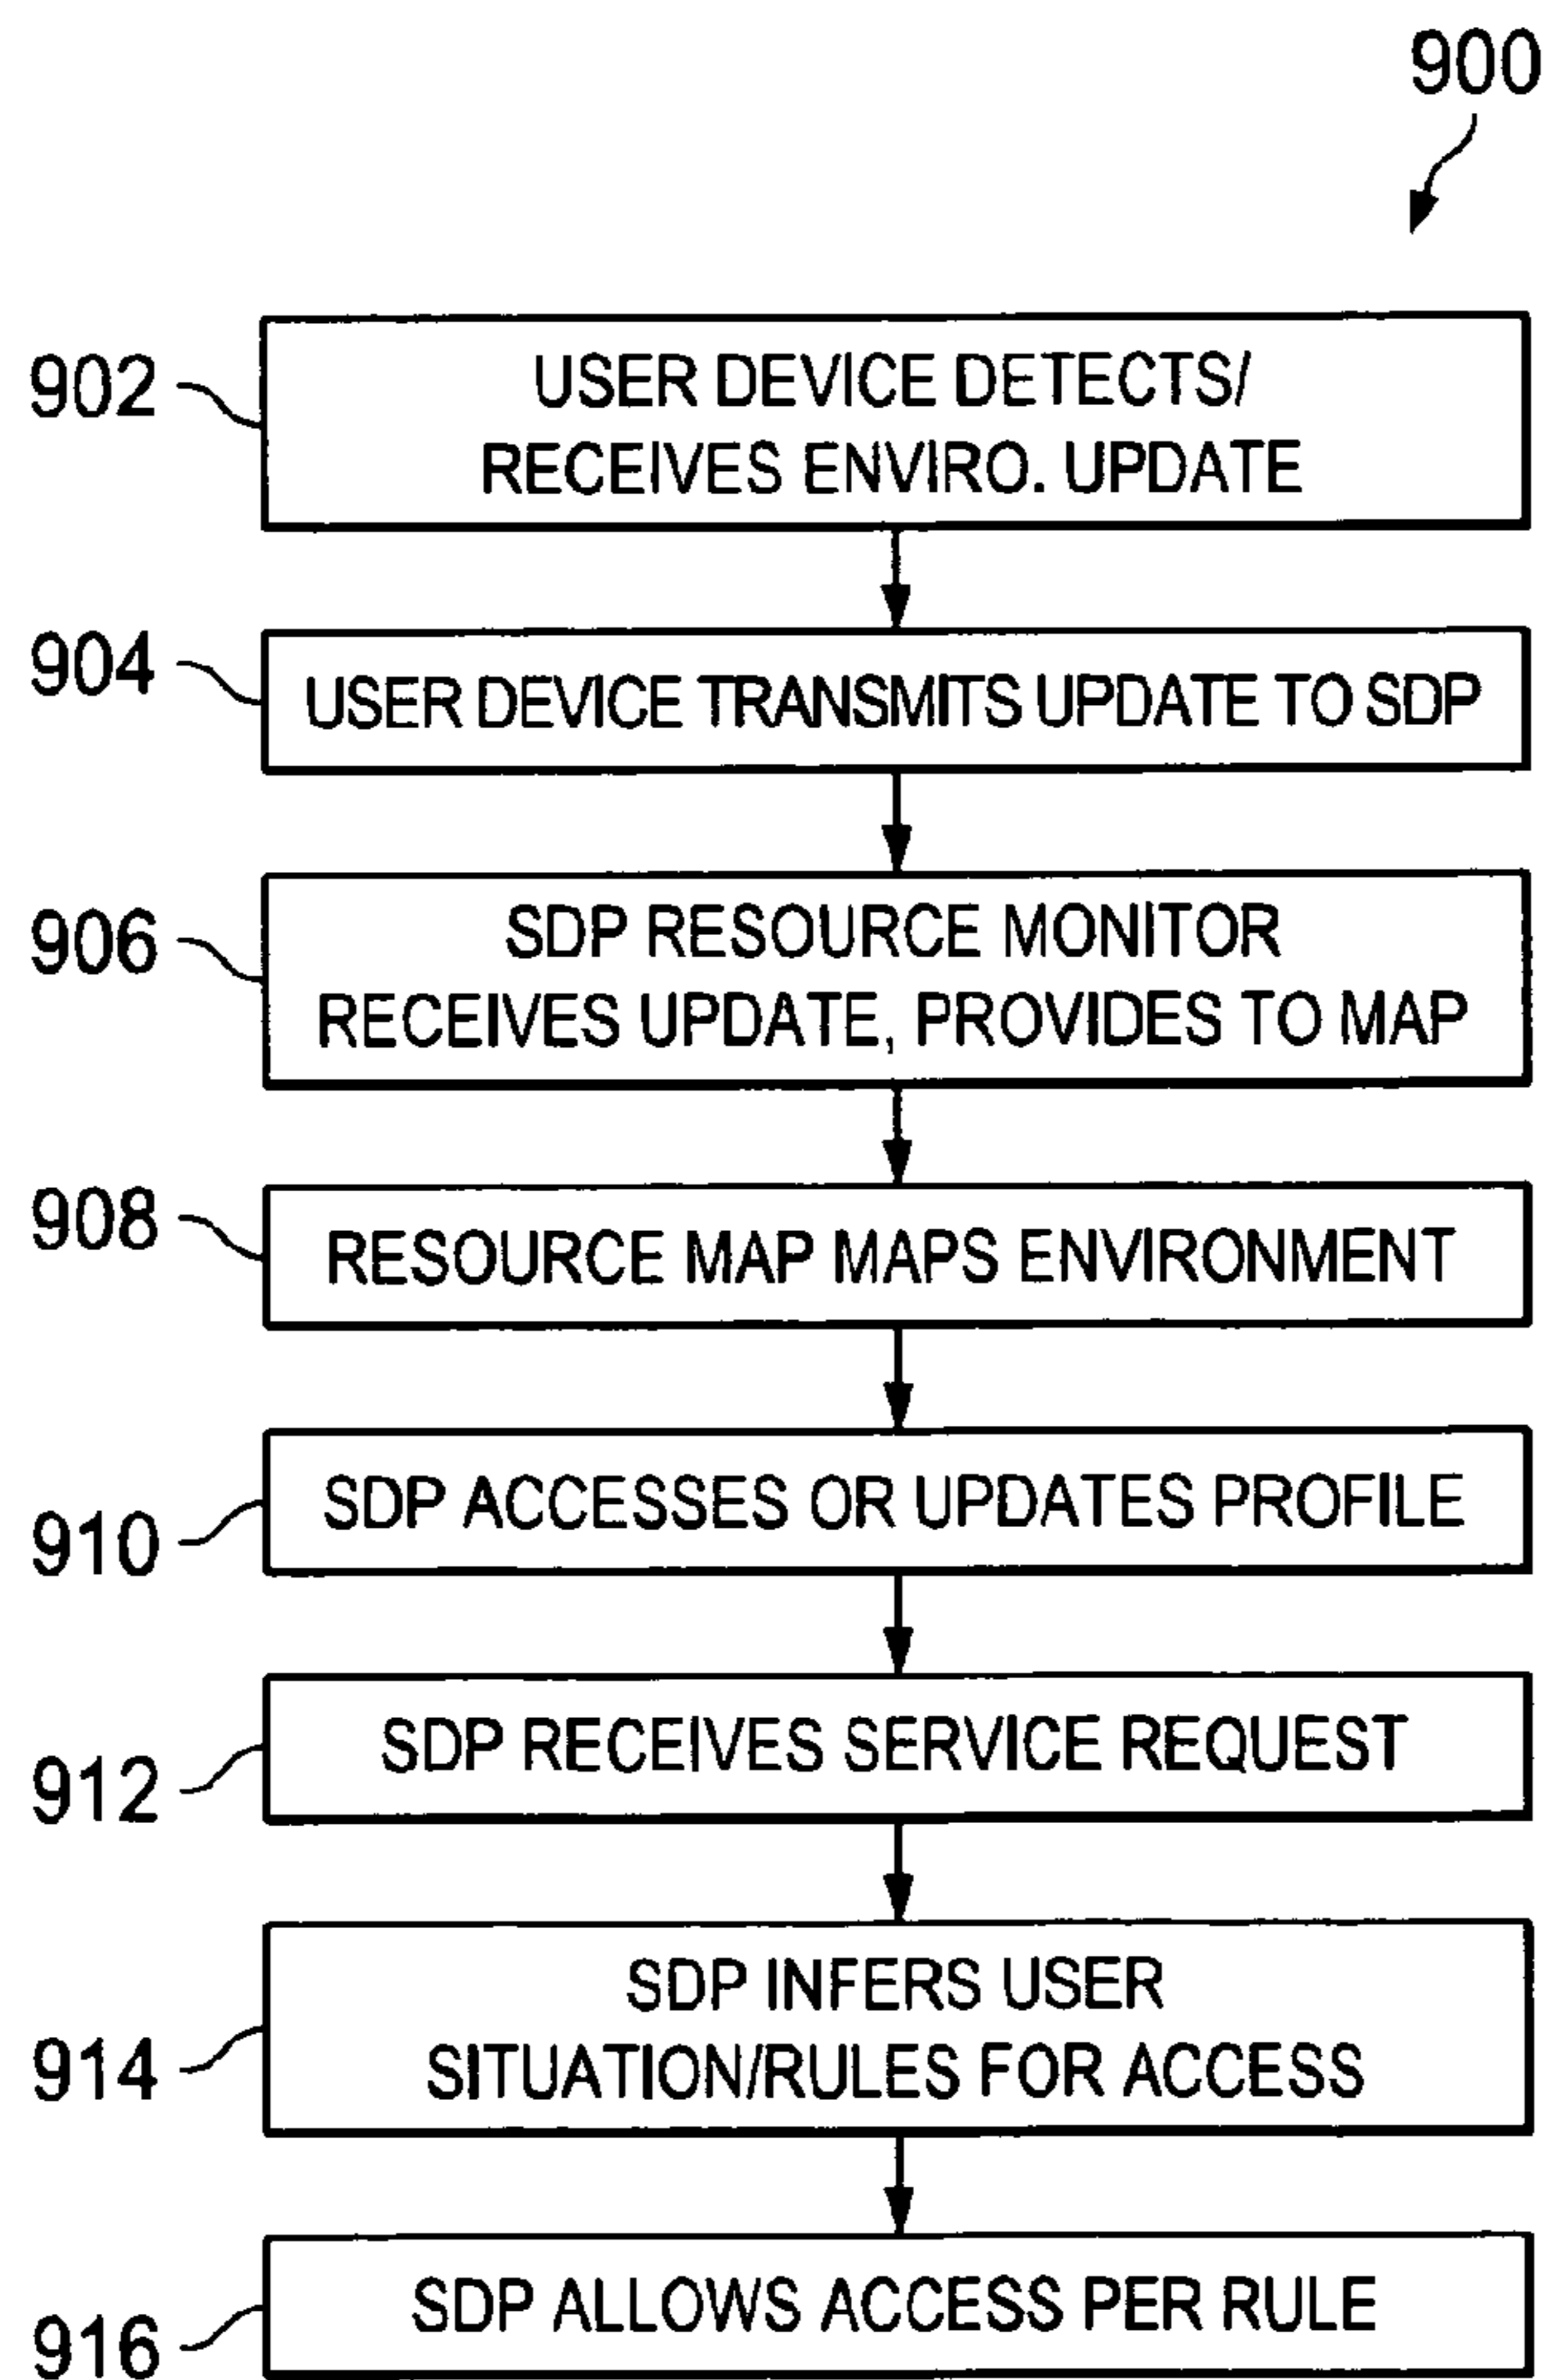 900
902
USER DEVICE DETECTS/
RECEIVES ENVIRO. UPDATE
904
USER DEVICE TRANSMITS UPDATE TO SDP
906
SDP RESOURCE MONITOR
RECEIVES UPDATE, PROVIDES TO MAP
908
RESOURCE MAP MAPS ENVIRONMENT
910
SDP ACCESSES OR UPDATES PROFILE
912
SDP RECEIVES SERVICE REQUEST
914
SDP INFERS USER
SITUATION/RULES FOR ACCESS
916
SDP ALLOWS ACCESS PER RULE